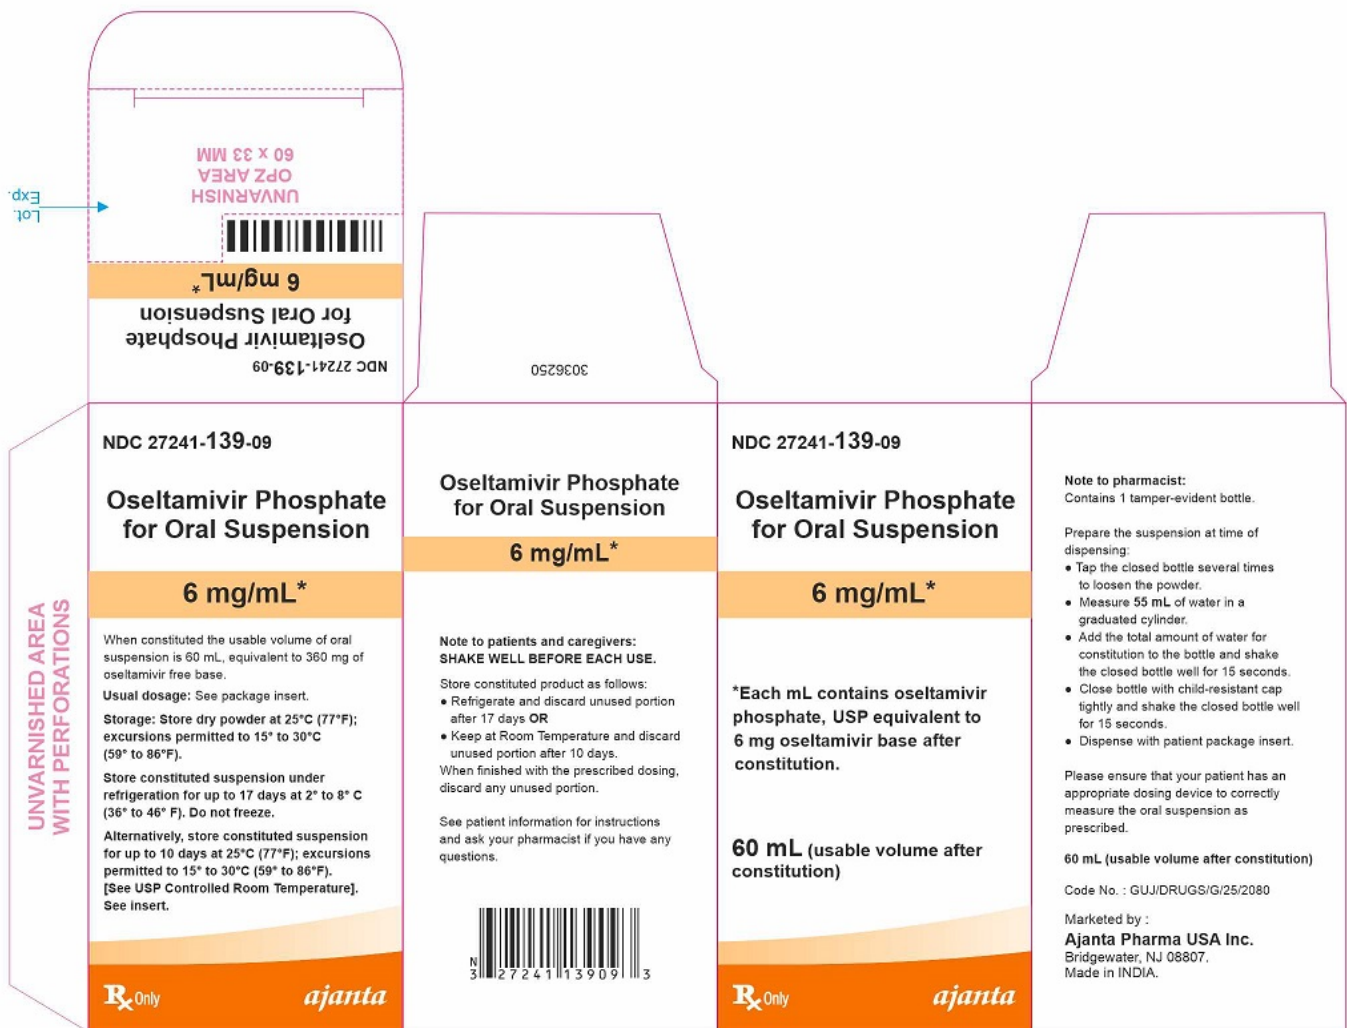 UNVARNISH
OPZ AREA
60 x 33 MM
Lot.
Exp.
6 mg/mL*
Oseltamivir Phosphate
for Oral Suspension
NDC 27241-139-09
3036250
UNVARNISHED AREA
WITH PERFORATIONS
NDC 27241-139-09
Oseltamivir Phosphate
for Oral Suspension
6 mg/mL*
When constituted the usable volume of oral
suspension is 60 mL, equivalent to 360 mg of
oseltamivir free base.
Usual dosage: See package insert.
Storage: Store dry powder at 25°C (77°F);
excursions permitted to 15° to 30°C
(59° to 86°F).
Store constituted suspension under
refrigeration for up to 17 days at 2° to 8° C
(36° to 46° F). Do not freeze.
Alternatively, store constituted suspension
for up to 10 days at 25°C (77°F); excursions
permitted to 15° to 30°C (59° to 86°F).
[See USP Controlled Room Temperature].
See insert.
Rx Only
ajanta
Oseltamivir Phosphate
for Oral Suspension
6 mg/mL*
Note to patients and caregivers:
SHAKE WELL BEFORE EACH USE.
Store constituted product as follows:
● Refrigerate and discard unused portion
after 17 days OR
● Keep at Room Temperature and discard
unused portion after 10 days.
When finished with the prescribed dosing,
discard any unused portion.
See patient information for instructions
and ask your pharmacist if you have any
questions.
N
3 27241 13909 3
NDC 27241-139-09
Oseltamivir Phosphate
for Oral Suspension
6 mg/mL*
*Each mL contains oseltamivir
phosphate, USP equivalent to
6 mg oseltamivir base after
constitution.
60 mL (usable volume after
constitution)
Rx Only
ajanta
Note to pharmacist:
Contains 1 tamper-evident bottle.
Prepare the suspension at time of
dispensing:
● Tap the closed bottle several times
to loosen the powder.
● Measure 55 mL of water in a
graduated cylinder.
● Add the total amount of water for
constitution to the bottle and shake
the closed bottle well for 15 seconds.
● Close bottle with child-resistant cap
tightly and shake the closed bottle well
for 15 seconds.
● Dispense with patient package insert.
Please ensure that your patient has an
appropriate dosing device to correctly
measure the oral suspension as
prescribed.
60 mL (usable volume after constitution)
Code No. : GUJ/DRUGS/G/25/2080
Marketed by :
Ajanta Pharma USA Inc.
Bridgewater, NJ 08807.
Made in INDIA.